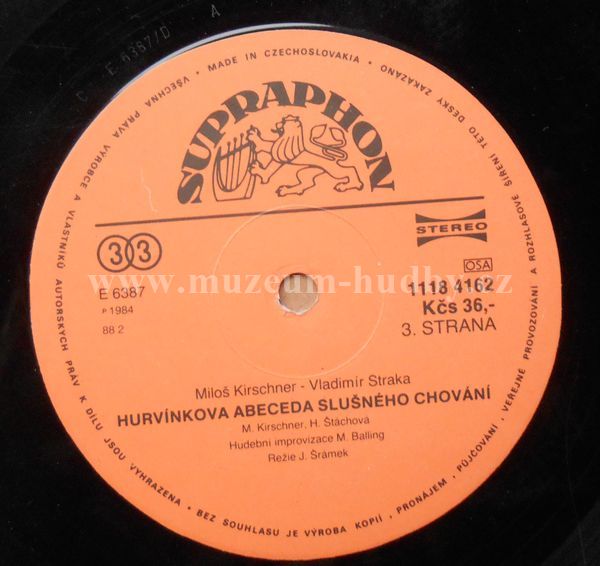 C E 6387/D A
VŠECHNA PRÁVA VÝROBCE A VLASTNÍKŮ AUTORSKÝCH PRÁV K DÍLU JSOU VYHRAZENA • BEZ SOUHLASU JE VÝROBA KOPIÍ, PRONÁJEM, PŮJČOVÁNÍ, VEŘEJNÉ PROVOZOVÁNÍ A ROZHLASOVÉ ŠÍŘENÍ TÉTO DESKY ZAKÁZÁNO • MADE IN CZECHOSLOVAKIA •
SUPRAPHON
33
STEREO
OSA
www.muzeum-hudby.cz
E 6387
1118 4162
Ⓟ 1984
Kčs 36,-
88 2
3. STRANA
Miloš Kirschner - Vladimír Straka
HURVÍNKOVA ABECEDA SLUŠNÉHO CHOVÁNÍ
M. Kirschner, H. Štáchová
Hudební improvizace M. Balling
Režie J. Šrámek